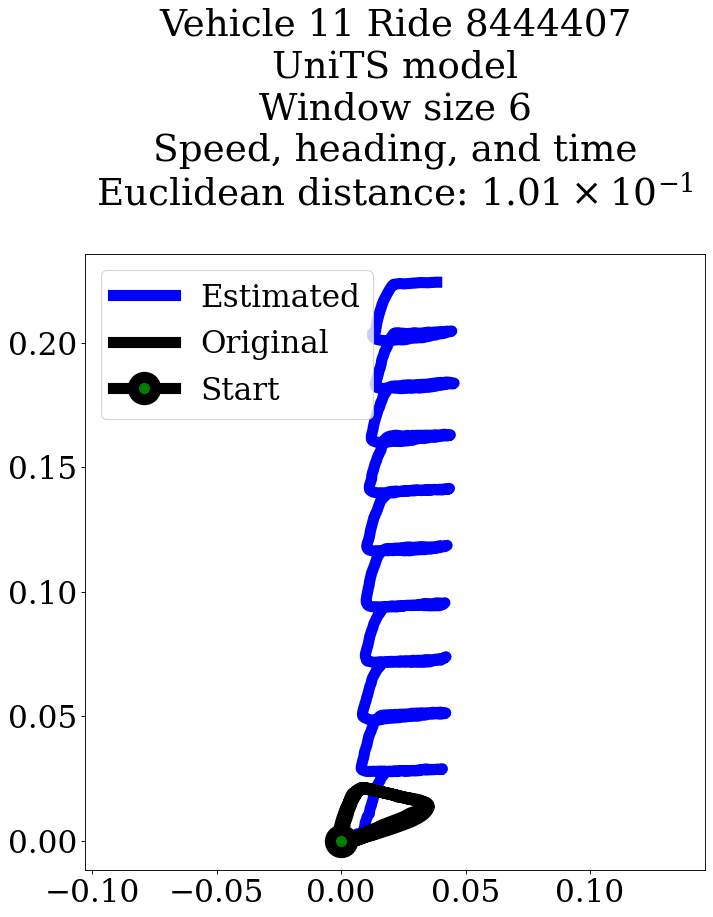 Vehicle 11 Ride 8444407
UniTS model
Window size 6
Speed, heading, and time
Euclidean distance: 1.01 × 10⁻¹
Estimated
Original
Start
0.20
0.15
0.10
0.05
0.00
−0.10
−0.05
0.00
0.05
0.10